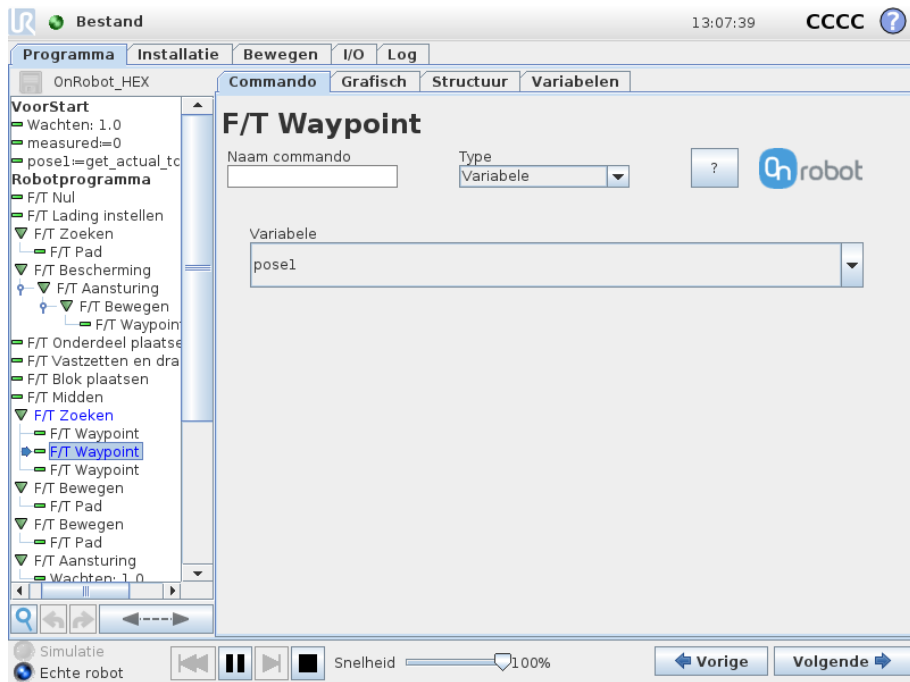 Bestand
13:07:39
CCCC
?
Programma
Installatie
Bewegen
I/O
Log
OnRobot_HEX
Commando
Grafisch
Structuur
Variabelen
VoorStart
Wachten: 1.0
measured:=0
pose1:=get_actual_tc
Robotprogramma
F/T Nul
F/T Lading instellen
F/T Zoeken
F/T Pad
F/T Bescherming
F/T Aansturing
F/T Bewegen
F/T Waypoin
F/T Onderdeel plaatse
F/T Vastzetten en dra
F/T Blok plaatsen
F/T Midden
F/T Zoeken
F/T Waypoint
F/T Waypoint
F/T Waypoint
F/T Bewegen
F/T Pad
F/T Bewegen
F/T Pad
F/T Aansturing
Wachten: 1.0
F/T Waypoint
Naam commando
Type
Variabele
?
On robot
Variabele
pose1
Simulatie
Echte robot
Snelheid
100%
Vorige
Volgende